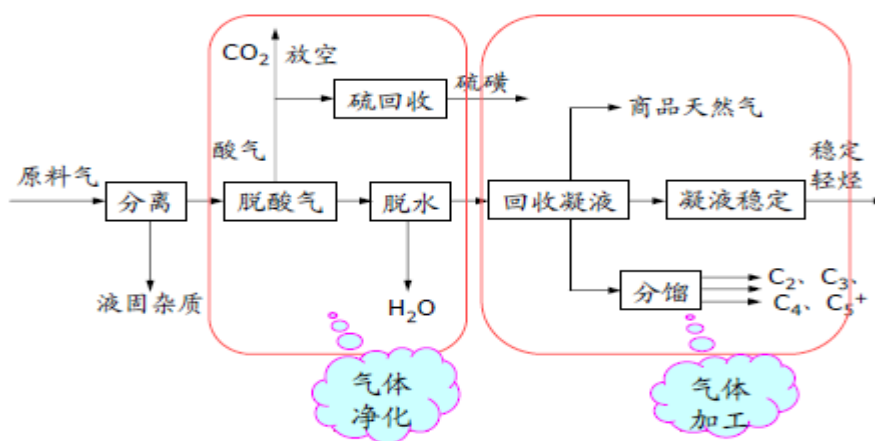 CO₂ 放空
硫回收
硫磺
商品天然气
酸气
稳定
轻烃
原料气
分离
脱酸气
脱水
回收凝液
凝液稳定
液固杂质
H₂O
分馏
C₂、C₃、
C₄、C₅⁺
气体
净化
气体
加工